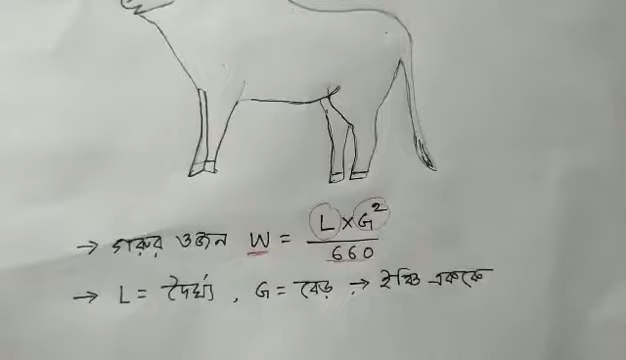 → গরুর ওজন W = L×G² / 660
→ L = দৈর্ঘ্য , G = বেড় → ইঞ্চি এককে